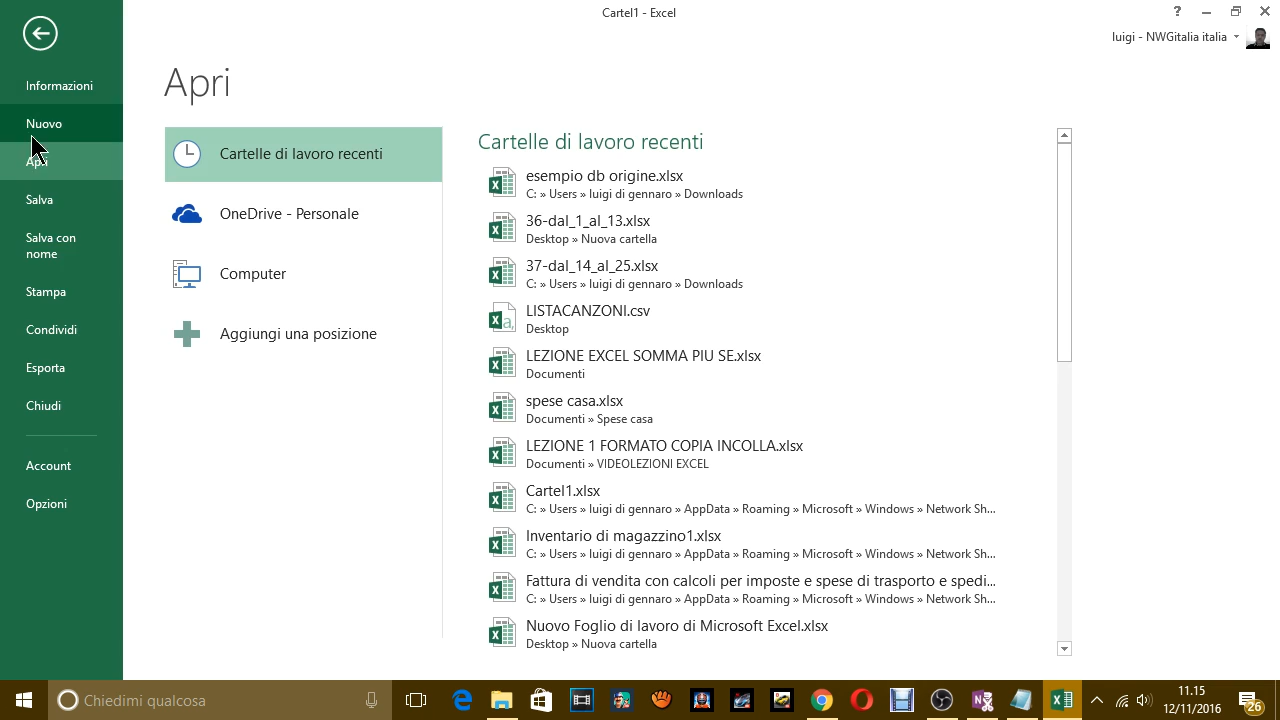 Cartel1 - Excel
luigi - NWGitalia italia
Informazioni
Nuovo
Apri
Salva
Salva con
nome
Stampa
Condividi
Esporta
Chiudi
Account
Opzioni
Apri
Cartelle di lavoro recenti
OneDrive - Personale
Computer
Aggiungi una posizione
Cartelle di lavoro recenti
esempio db origine.xlsx
C: » Users » luigi di gennaro » Downloads
36-dal_1_al_13.xlsx
Desktop » Nuova cartella
37-dal_14_al_25.xlsx
C: » Users » luigi di gennaro » Downloads
LISTACANZONI.csv
Desktop
LEZIONE EXCEL SOMMA PIU SE.xlsx
Documenti
spese casa.xlsx
Documenti » Spese casa
LEZIONE 1 FORMATO COPIA INCOLLA.xlsx
Documenti » VIDEOLEZIONI EXCEL
Cartel1.xlsx
C: » Users » luigi di gennaro » AppData » Roaming » Microsoft » Windows » Network Sh...
Inventario di magazzino1.xlsx
C: » Users » luigi di gennaro » AppData » Roaming » Microsoft » Windows » Network Sh...
Fattura di vendita con calcoli per imposte e spese di trasporto e spedi...
C: » Users » luigi di gennaro » AppData » Roaming » Microsoft » Windows » Network Sh...
Nuovo Foglio di lavoro di Microsoft Excel.xlsx
Desktop » Nuova cartella
Chiedimi qualcosa
11.15
12/11/2016
26